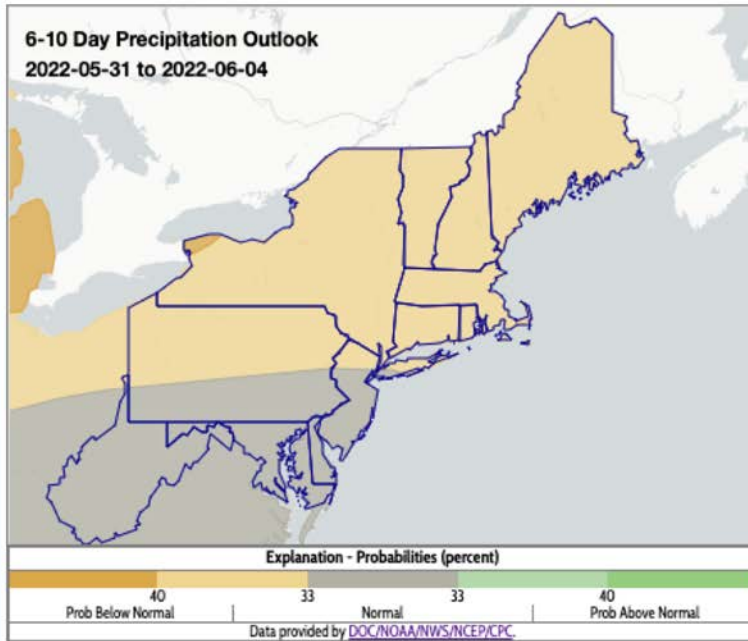 6-10 Day Precipitation Outlook
2022-05-31 to 2022-06-04
Explanation - Probabilities (percent)
40 33 33 40
Prob Below Normal | Normal | Prob Above Normal
Data provided by DOC/NOAA/NWS/NCEP/CPC.